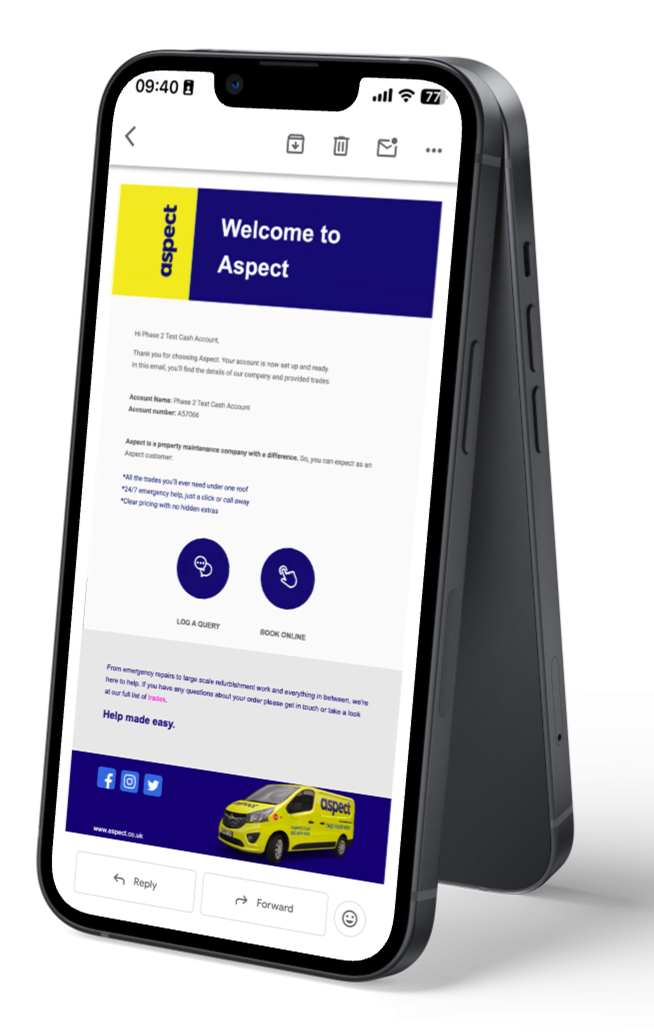 09:40
77
aspect
Welcome to
Aspect
Hi Phase 2 Test Cash Account,
Thank you for choosing Aspect. Your account is now set up and ready.
In this email, you'll find the details of our company and provided trades.
Account Name: Phase 2 Test Cash Account
Account number: A57066
Aspect is a property maintenance company with a difference. So, you can expect as an
Aspect customer:
*All the trades you'll ever need under one roof
*24/7 emergency help, just a click or call away
*Clear pricing with no hidden extras
LOG A QUERY
BOOK ONLINE
From emergency repairs to large scale refurbishment work and everything in between, we're
here to help. If you have any questions about your order please get in touch or take a look
at our full list of trades.
Help made easy.
aspect
aspect
www.aspect.co.uk
Reply
Forward